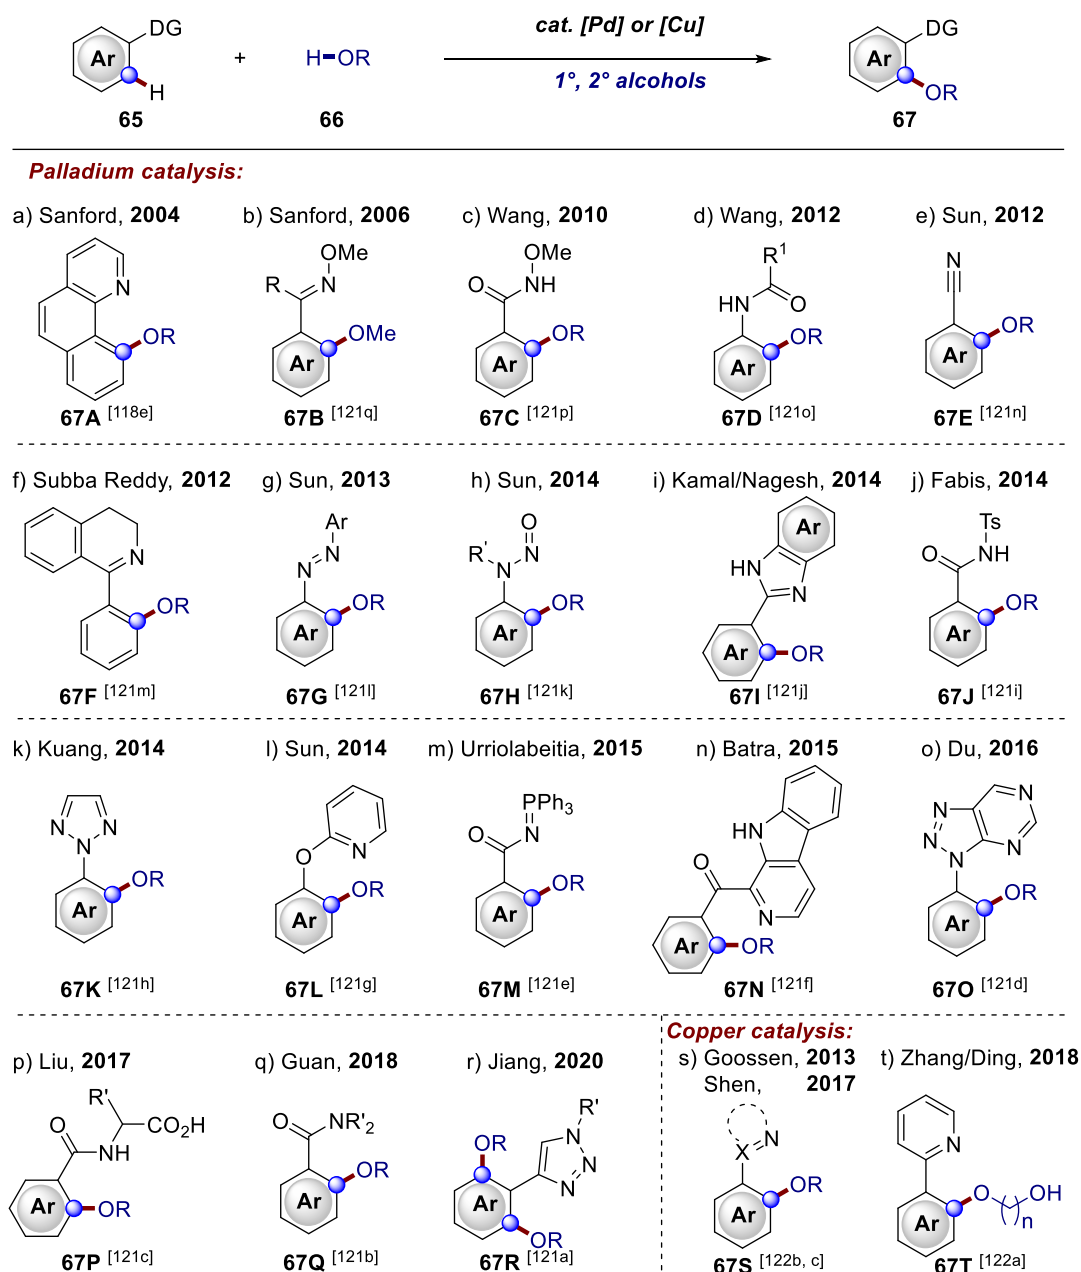 DG
Ar
H
65
+
H–OR
66
cat. [Pd] or [Cu]
1°, 2° alcohols
DG
Ar
OR
67
Palladium catalysis:
a) Sanford, 2004
N
OR
67A [118e]
b) Sanford, 2006
OMe
R
N
OMe
Ar
67B [121q]
c) Wang, 2010
OMe
O
NH
OR
Ar
67C [121p]
d) Wang, 2012
R¹
HN
O
OR
Ar
67D [121o]
e) Sun, 2012
N
OR
Ar
67E [121n]
f) Subba Reddy, 2012
N
OR
67F [121m]
g) Sun, 2013
Ar
N
N
OR
Ar
67G [121l]
h) Sun, 2014
O
R'
N
N
OR
Ar
67H [121k]
i) Kamal/Nagesh, 2014
Ar
HN
N
Ar
OR
67I [121j]
j) Fabis, 2014
Ts
O
NH
OR
Ar
67J [121i]
k) Kuang, 2014
N
N
N
OR
Ar
67K [121h]
l) Sun, 2014
O
N
OR
Ar
67L [121g]
m) Urriolabeitia, 2015
PPh₃
O
N
OR
Ar
67M [121e]
n) Batra, 2015
HN
O
N
Ar
OR
67N [121f]
o) Du, 2016
N
N
N
N
N
OR
Ar
67O [121d]
p) Liu, 2017
R'
O
CO₂H
NH
Ar
OR
67P [121c]
q) Guan, 2018
O
NR'₂
OR
Ar
67Q [121b]
r) Jiang, 2020
R'
OR
N
N
N
Ar
OR
67R [121a]
Copper catalysis:
s) Goossen, 2013
Shen, 2017
X
N
OR
Ar
67S [122b, c]
t) Zhang/Ding, 2018
N
O
OH
n
Ar
67T [122a]